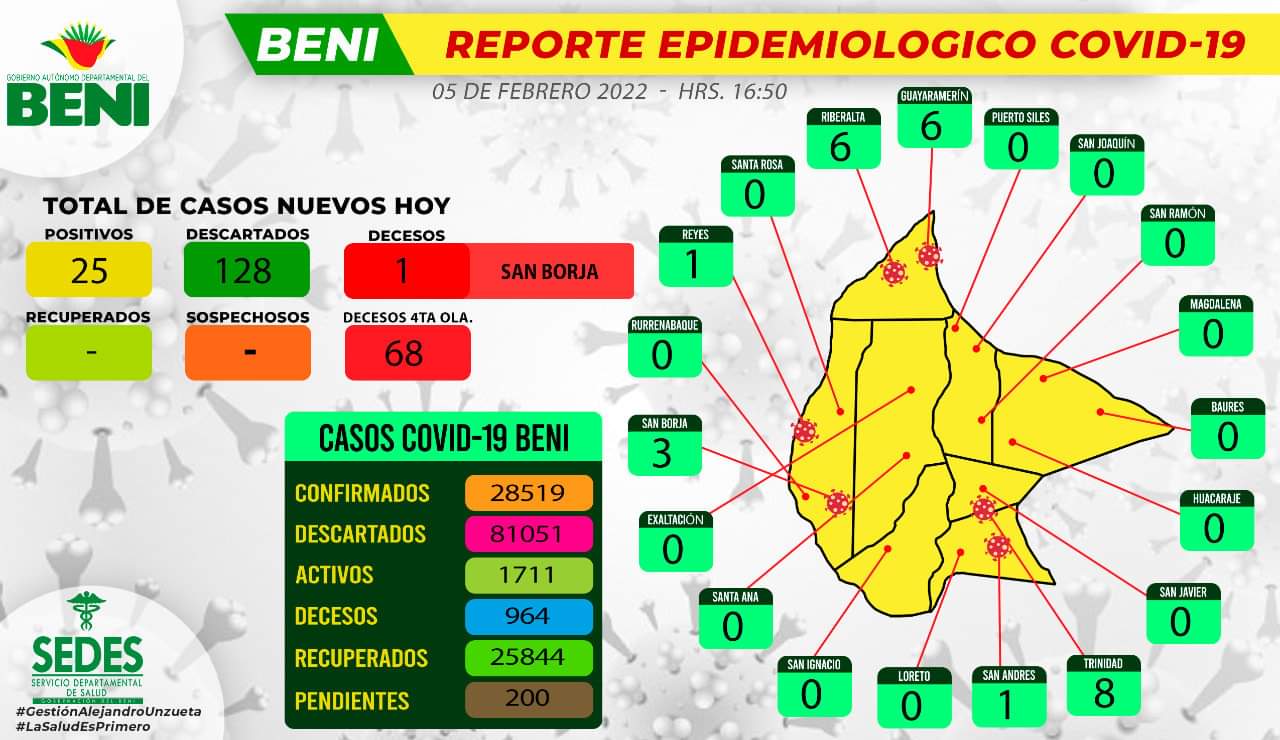 GOBIERNO AUTÓNOMO DEPARTAMENTAL DEL
BENI
BENI REPORTE EPIDEMIOLOGICO COVID-19
05 DE FEBRERO 2022 - HRS. 16:50
TOTAL DE CASOS NUEVOS HOY
POSITIVOS
25
DESCARTADOS
128
DECESOS
1 SAN BORJA
RECUPERADOS
-
SOSPECHOSOS
-
DECESOS 4TA OLA.
68
CASOS COVID-19 BENI
CONFIRMADOS 28519
DESCARTADOS 81051
ACTIVOS 1711
DECESOS 964
RECUPERADOS 25844
PENDIENTES 200
GUAYARAMERÍN
6
RIBERALTA
6
PUERTO SILES
0
SAN JOAQUÍN
0
SANTA ROSA
0
SAN RAMÓN
0
REYES
1
MAGDALENA
0
RURRENABAQUE
0
BAURES
0
SAN BORJA
3
HUACARAJE
0
EXALTACIÓN
0
SAN JAVIER
0
SANTA ANA
0
SAN IGNACIO
0
LORETO
0
SAN ANDRES
1
TRINIDAD
8
SEDES
SERVICIO DEPARTAMENTAL
DE SALUD
GOBERNACIÓN DEL BENI
#GestiónAlejandroUnzueta
#LaSaludEsPrimero